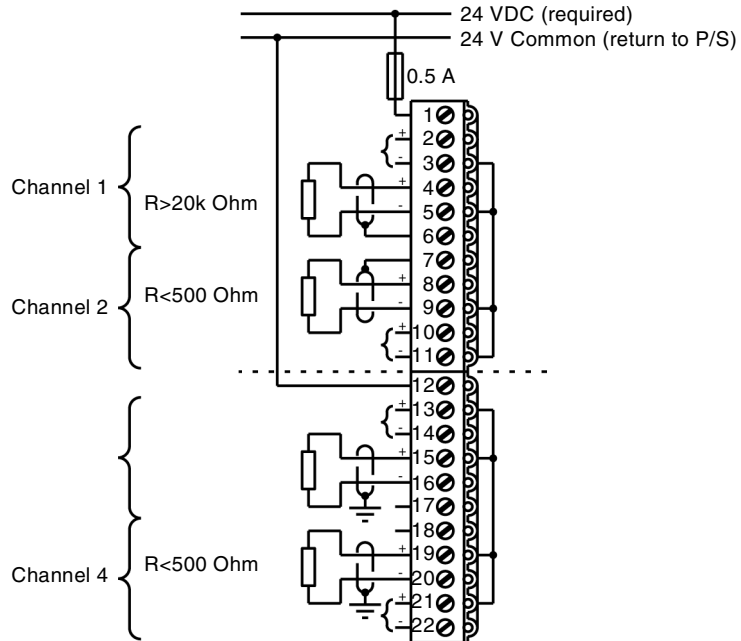 24 VDC (required)
24 V Common (return to P/S)
0.5 A
1
+ 2
- 3
Channel 1
R>20k Ohm
+ 4
- 5
6
7
Channel 2
R<500 Ohm
+ 8
- 9
+ 10
- 11
12
+ 13
- 14
+ 15
- 16
17
18
Channel 4
R<500 Ohm
+ 19
- 20
+ 21
- 22